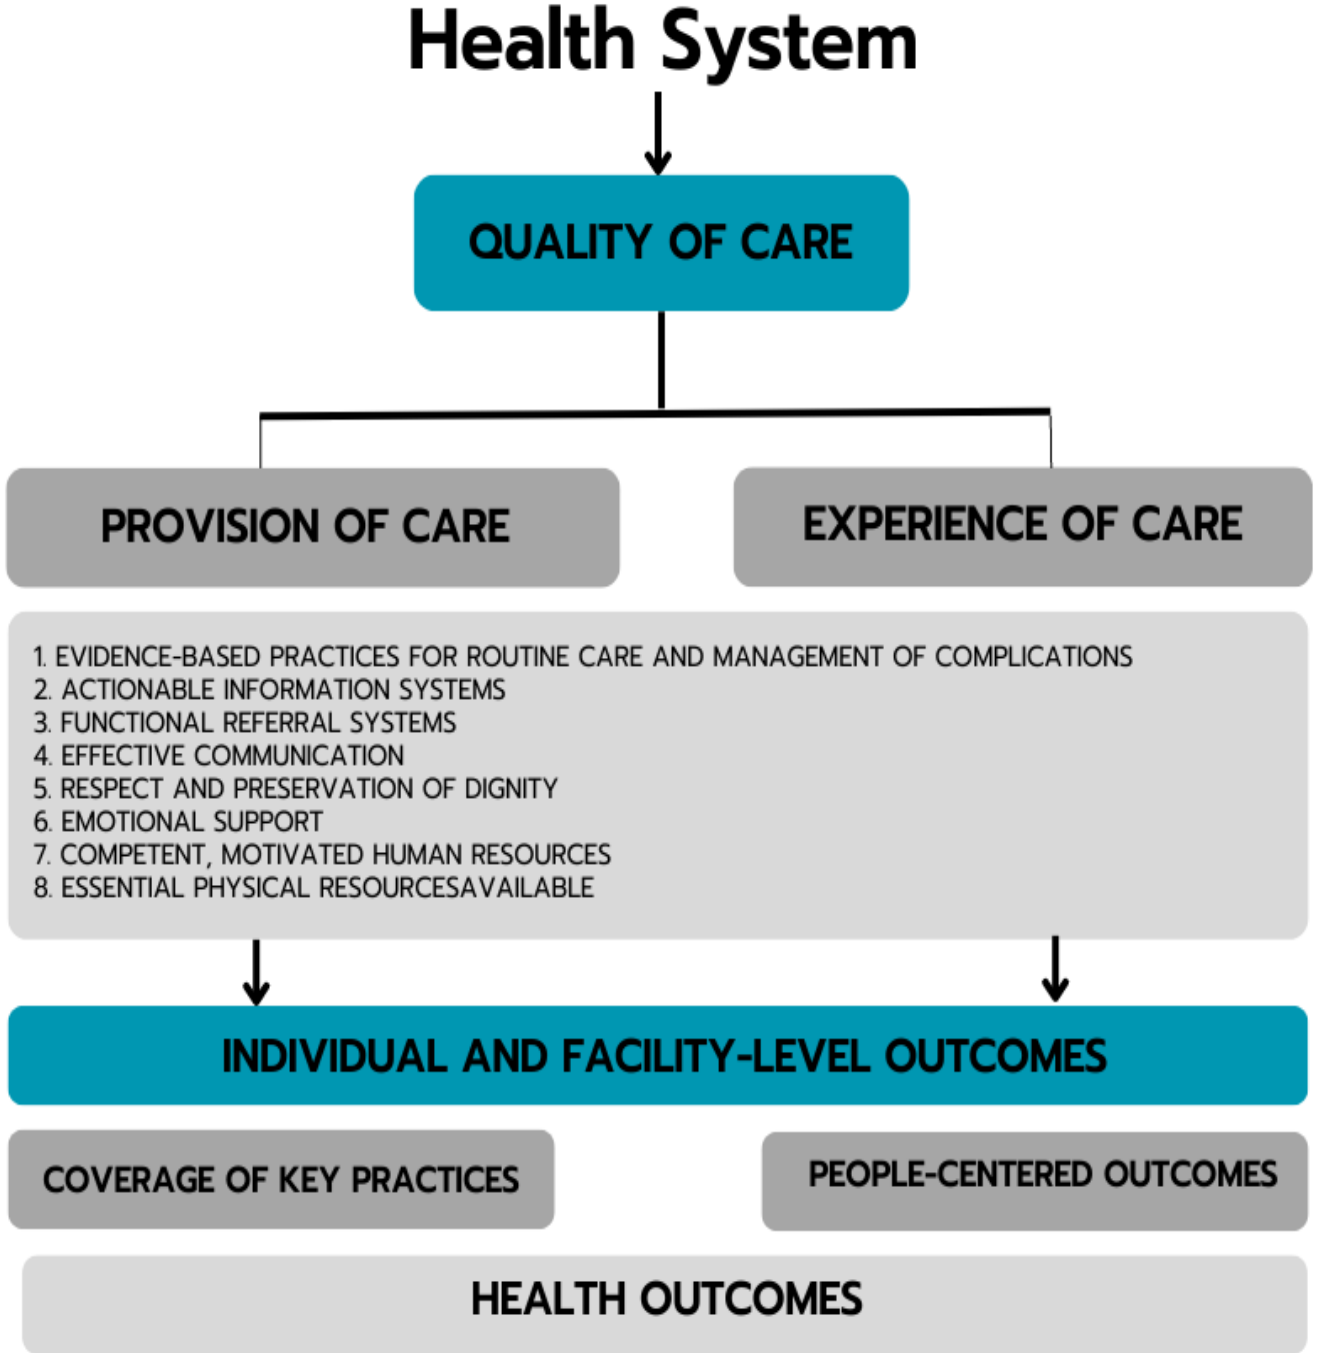 Health System
QUALITY OF CARE
PROVISION OF CARE
EXPERIENCE OF CARE
1. EVIDENCE-BASED PRACTICES FOR ROUTINE CARE AND MANAGEMENT OF COMPLICATIONS
2. ACTIONABLE INFORMATION SYSTEMS
3. FUNCTIONAL REFERRAL SYSTEMS
4. EFFECTIVE COMMUNICATION
5. RESPECT AND PRESERVATION OF DIGNITY
6. EMOTIONAL SUPPORT
7. COMPETENT, MOTIVATED HUMAN RESOURCES
8. ESSENTIAL PHYSICAL RESOURCESAVAILABLE
INDIVIDUAL AND FACILITY-LEVEL OUTCOMES
COVERAGE OF KEY PRACTICES
PEOPLE-CENTERED OUTCOMES
HEALTH OUTCOMES